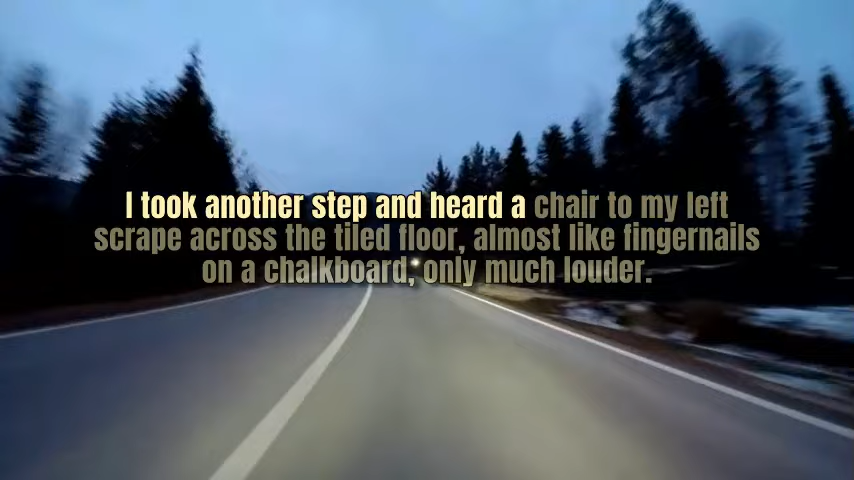 I took another step and heard a chair to my left
scrape across the tiled floor, almost like fingernails
on a chalkboard, only much louder.